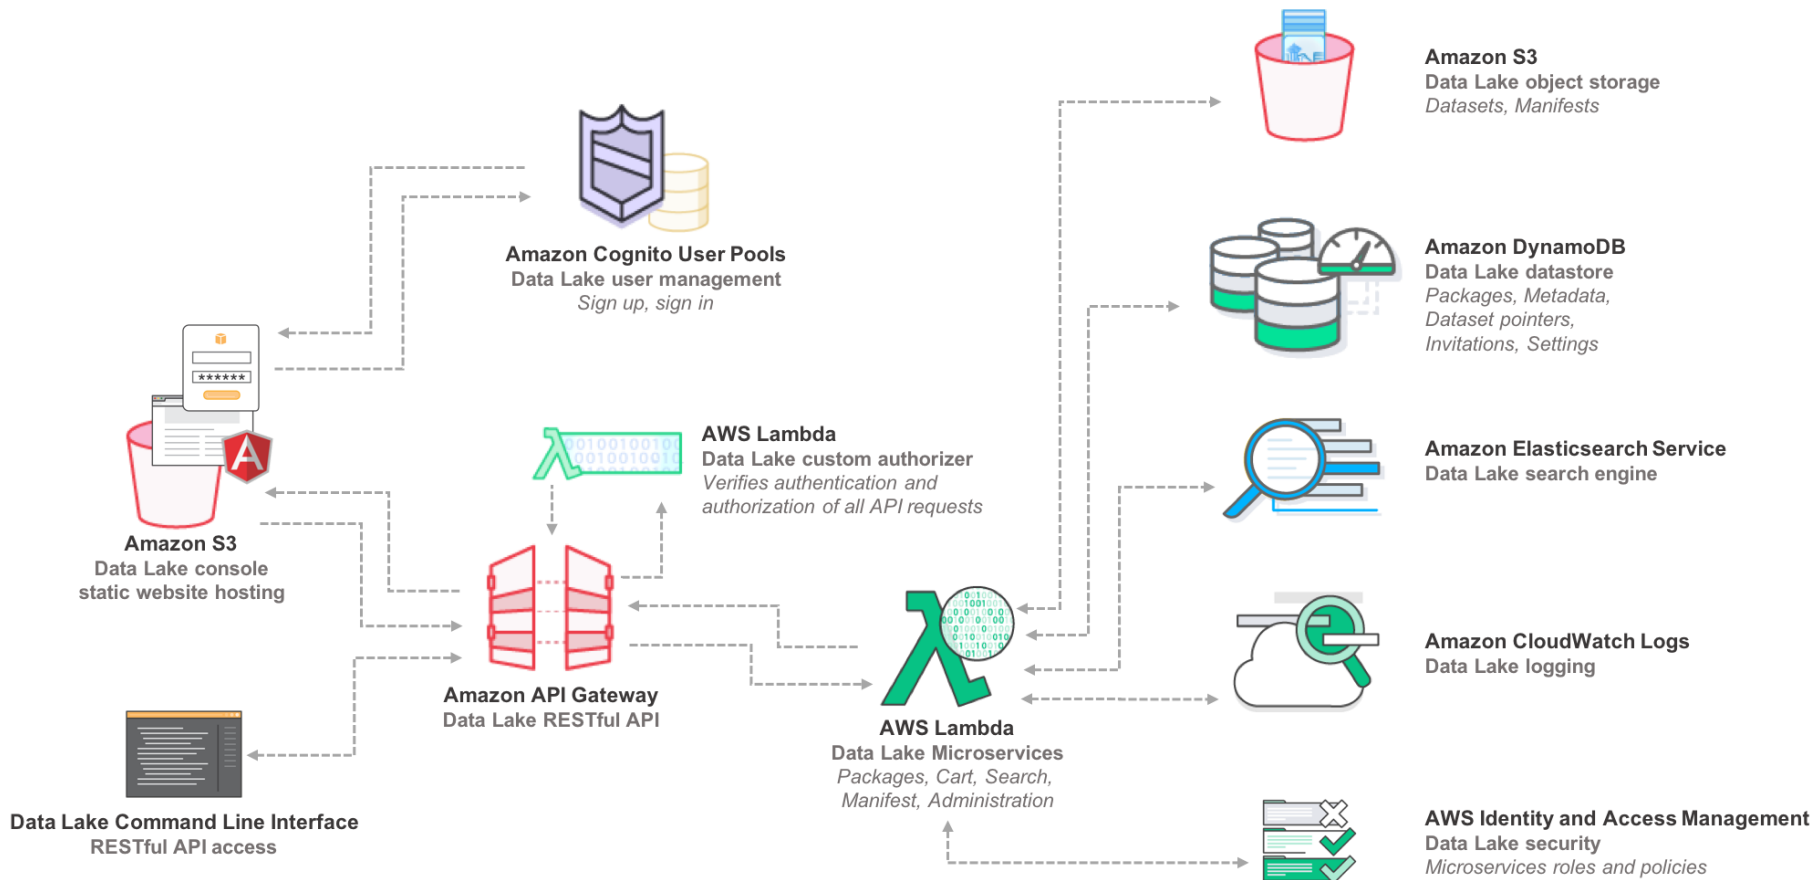 Amazon S3
Data Lake object storage
Datasets, Manifests
Amazon Cognito User Pools
Data Lake user management
Sign up, sign in
Amazon DynamoDB
Data Lake datastore
Packages, Metadata,
Dataset pointers,
Invitations, Settings
******
A
AWS Lambda
Data Lake custom authorizer
Verifies authentication and
authorization of all API requests
Amazon Elasticsearch Service
Data Lake search engine
Amazon S3
Data Lake console
static website hosting
Amazon API Gateway
Data Lake RESTful API
AWS Lambda
Data Lake Microservices
Packages, Cart, Search,
Manifest, Administration
Amazon CloudWatch Logs
Data Lake logging
Data Lake Command Line Interface
RESTful API access
AWS Identity and Access Management
Data Lake security
Microservices roles and policies